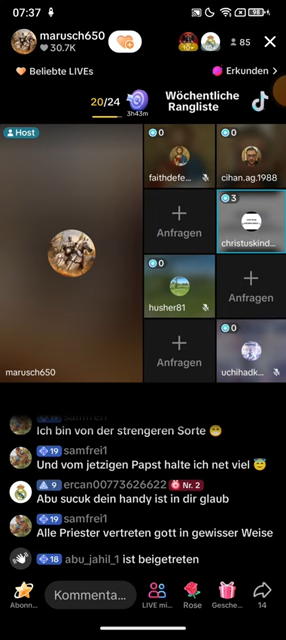 07:37
98
marusch650
30.7K
10+
85
Beliebte LIVEs
Erkunden >
20/24
3h43m
Wöchentliche
Rangliste
Host
0
faithdefe...
0
cihan.ag.1988
+
Anfragen
3
christuskind...
0
husher81
+
Anfragen
+
Anfragen
0
uchihadk...
marusch650
samfrei1
Ich bin von der strengeren Sorte 😁
19 samfrei1
Und vom jetzigen Papst halte ich net viel 😇
9 ercan00773626622 Nr. 2
Abu sucuk dein handy ist in dir glaub
19 samfrei1
Alle Priester vertreten gott in gewisser Weise
18 abu_jahil_1 ist beigetreten
Kommenta...
Abonn...
LIVE mi...
Rose
Gesche...
14